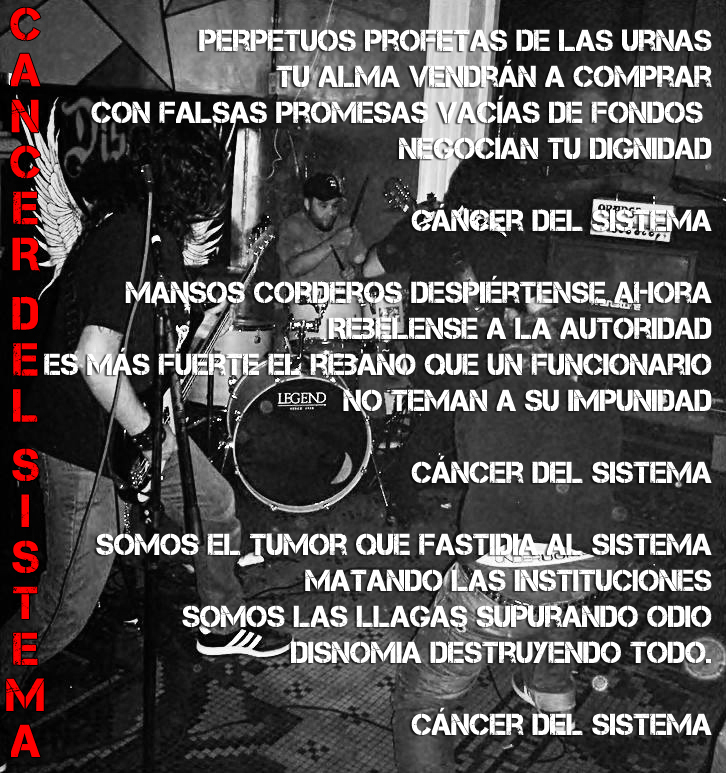 CANCER DEL SISTEMA
PERPETUOS PROFETAS DE LAS URNAS
TU ALMA VENDRÁN A COMPRAR
CON FALSAS PROMESAS VACÍAS DE FONDOS
NEGOCÍAN TU DIGNIDAD
CÁNCER DEL SISTEMA
MANSOS CORDEROS DESPIÉRTENSE AHORA
REBÉLENSE A LA AUTORIDAD
ES MÁS FUERTE EL REBAÑO QUE UN FUNCIONARIO
NO TEMAN A SU IMPUNIDAD
CÁNCER DEL SISTEMA
SOMOS EL TUMOR QUE FASTIDIA AL SISTEMA
MATANDO LAS INSTITUCIONES
SOMOS LAS LLAGAS SUPURANDO ODIO
DISNOMIA DESTRUYENDO TODO.
CÁNCER DEL SISTEMA
Dis
LEGEND